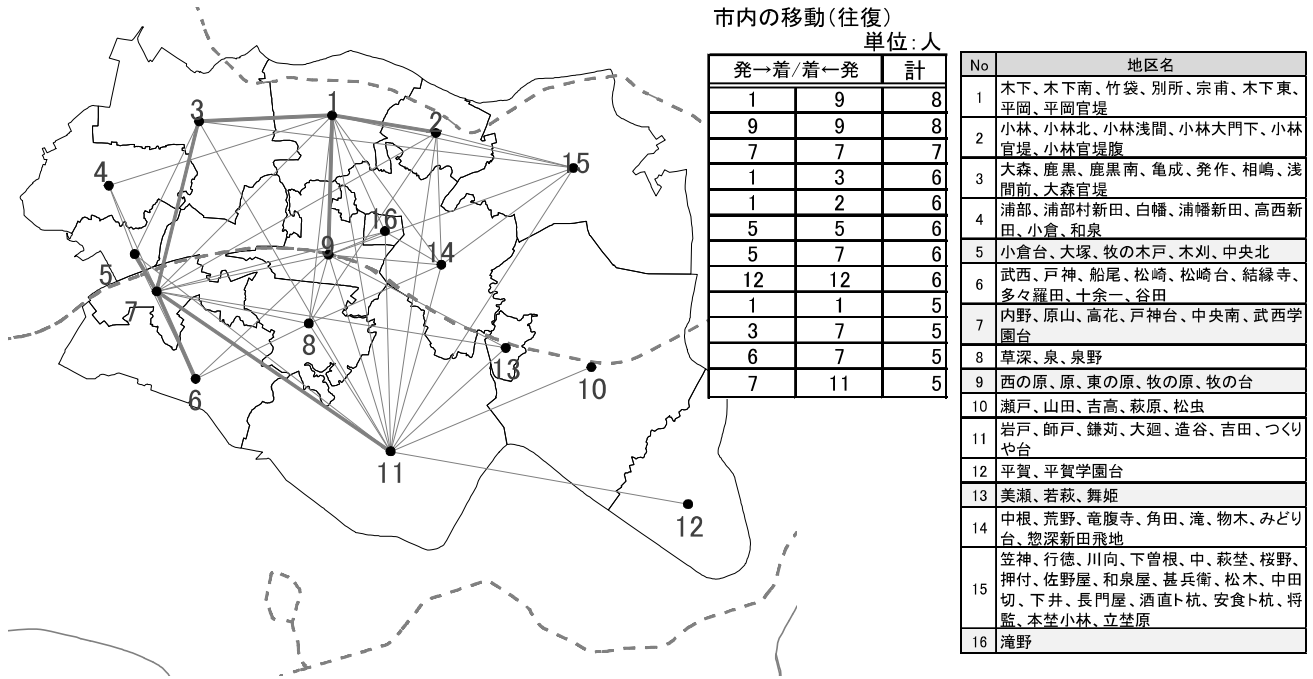 市内の移動(往復)
単位:人
発→着/着←発 計
1 9 8
9 9 8
7 7 7
1 3 6
1 2 6
5 5 6
5 7 6
12 12 6
1 1 5
3 7 5
6 7 5
7 11 5
No 地区名
1 木下、木下南、竹袋、別所、宗甫、木下東、
平岡、平岡官堤
2 小林、小林北、小林浅間、小林大門下、小林
官堤、小林官堤腹
3 大森、鹿黒、鹿黒南、亀成、発作、相嶋、浅
間前、大森官堤
4 浦部、浦部村新田、白幡、浦幡新田、高西新
田、小倉、和泉
5 小倉台、大塚、牧の木戸、木刈、中央北
6 武西、戸神、船尾、松崎、松崎台、結縁寺、
多々羅田、十余一、谷田
7 内野、原山、高花、戸神台、中央南、武西学
園台
8 草深、泉、泉野
9 西の原、原、東の原、牧の原、牧の台
10 瀬戸、山田、吉高、萩原、松虫
11 岩戸、師戸、鎌苅、大廻、造谷、吉田、つくり
や台
12 平賀、平賀学園台
13 美瀬、若萩、舞姫
14 中根、荒野、竜腹寺、角田、滝、物木、みどり
台、惣深新田飛地
15 笠神、行徳、川向、下曽根、中、萩埜、桜野、
押付、佐野屋、和泉屋、甚兵衛、松木、中田
切、下井、長門屋、酒直ト杭、安食ト杭、将
監、本埜小林、立埜原
16 滝野
1
3
2
15
4
16
9
14
5
7
8
13
10
6
11
12